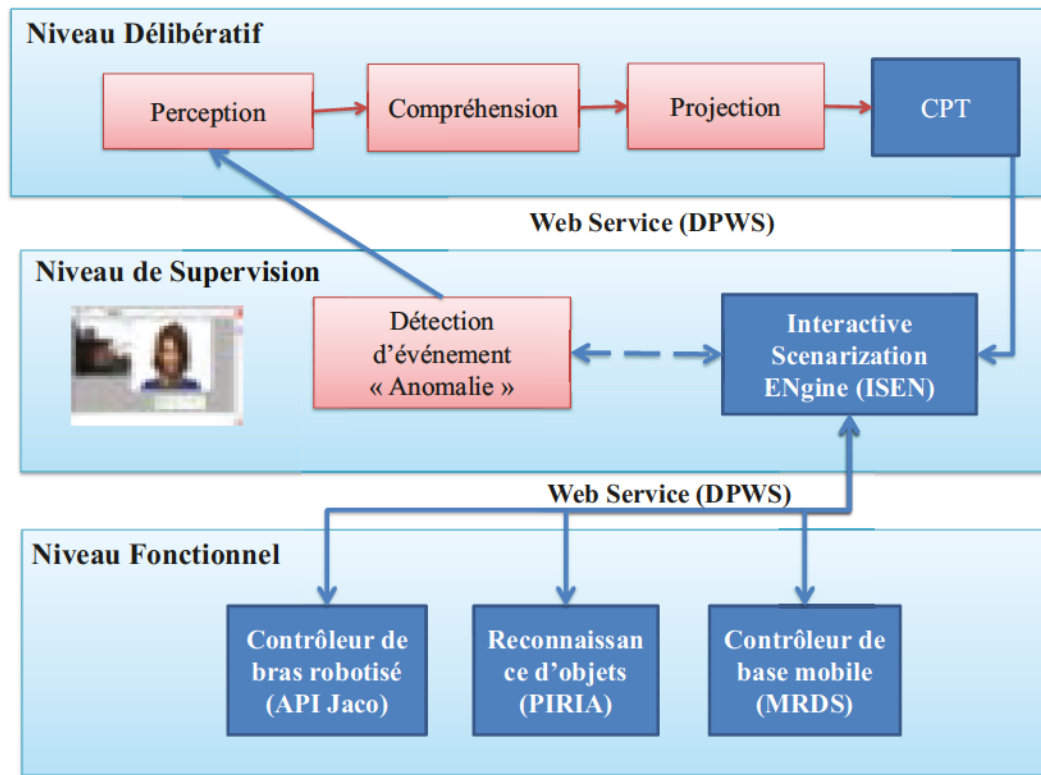 Niveau Délibératif
Perception
Compréhension
Projection
CPT
Web Service (DPWS)
Niveau de Supervision
Détection
d'événement
« Anomalie »
Interactive
Scenarization
ENgine (ISEN)
Web Service (DPWS)
Niveau Fonctionnel
Contrôleur de
bras robotisé
(API Jaco)
Reconnaissan
ce d'objets
(PIRIA)
Contrôleur de
base mobile
(MRDS)